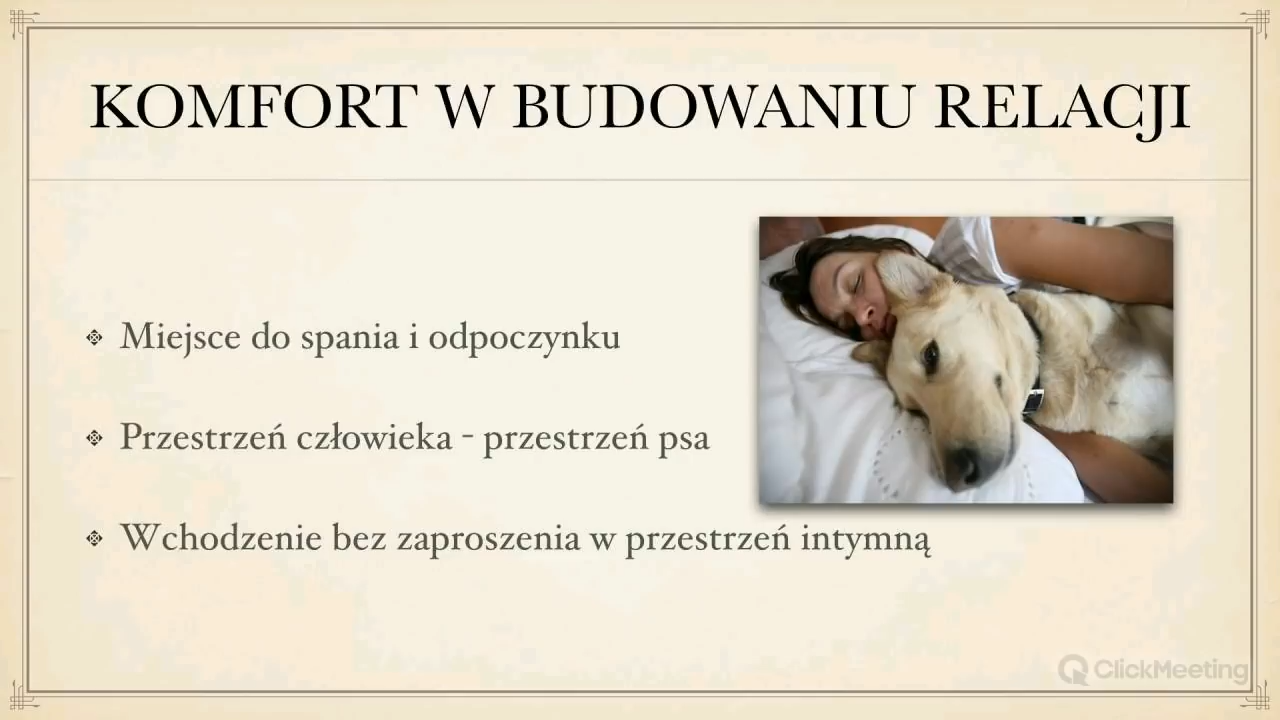 KOMFORT W BUDOWANIU RELACJI
Miejsce do spania i odpoczynku
Przestrzeń człowieka - przestrzeń psa
Wchodzenie bez zaproszenia w przestrzeń intymną
ClickMeeting